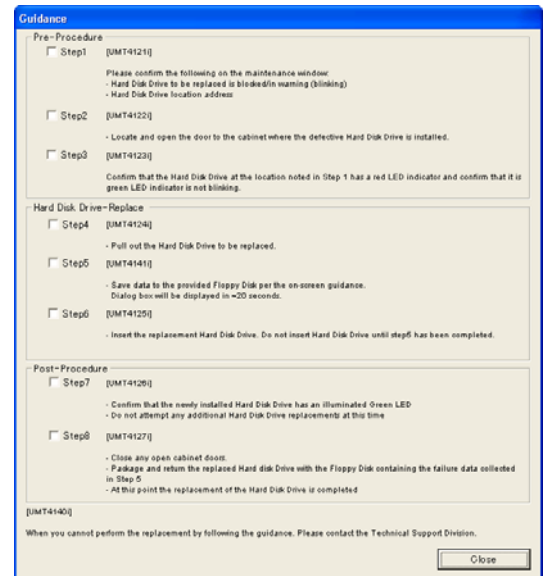 Guidance
Pre-Procedure
Step1 [UMT4121i]
Please confirm the following on the maintenance window:
- Hard Disk Drive to be replaced is blocked/in warning (blinking)
- Hard Disk Drive location address
Step2 [UMT4122i]
- Locate and open the door to the cabinet where the defective Hard Disk Drive is installed.
Step3 [UMT4123i]
Confirm that the Hard Disk Drive at the location noted in Step 1 has a red LED indicator and confirm that it is
green LED indicator is not blinking.
Hard Disk Drive-Replace
Step4 [UMT4124i]
- Pull out the Hard Disk Drive to be replaced.
Step5 [UMT4141i]
- Save data to the provided Floppy Disk per the on-screen guidance.
Dialog box will be displayed in ≈20 seconds.
Step6 [UMT4125i]
- Insert the replacement Hard Disk Drive. Do not insert Hard Disk Drive until step5 has been completed.
Post-Procedure
Step7 [UMT4126i]
- Confirm that the newly installed Hard Disk Drive has an illuminated Green LED
- Do not attempt any additional Hard Disk Drive replacements at this time
Step8 [UMT4127i]
- Close any open cabinet doors.
- Package and return the replaced Hard disk Drive with the Floppy Disk containing the failure data collected
in Step 5
- At this point the replacement of the Hard Disk Drive is completed
[UMT4140i]
When you cannot perform the replacement by following the guidance. Please contact the Technical Support Division.
Close